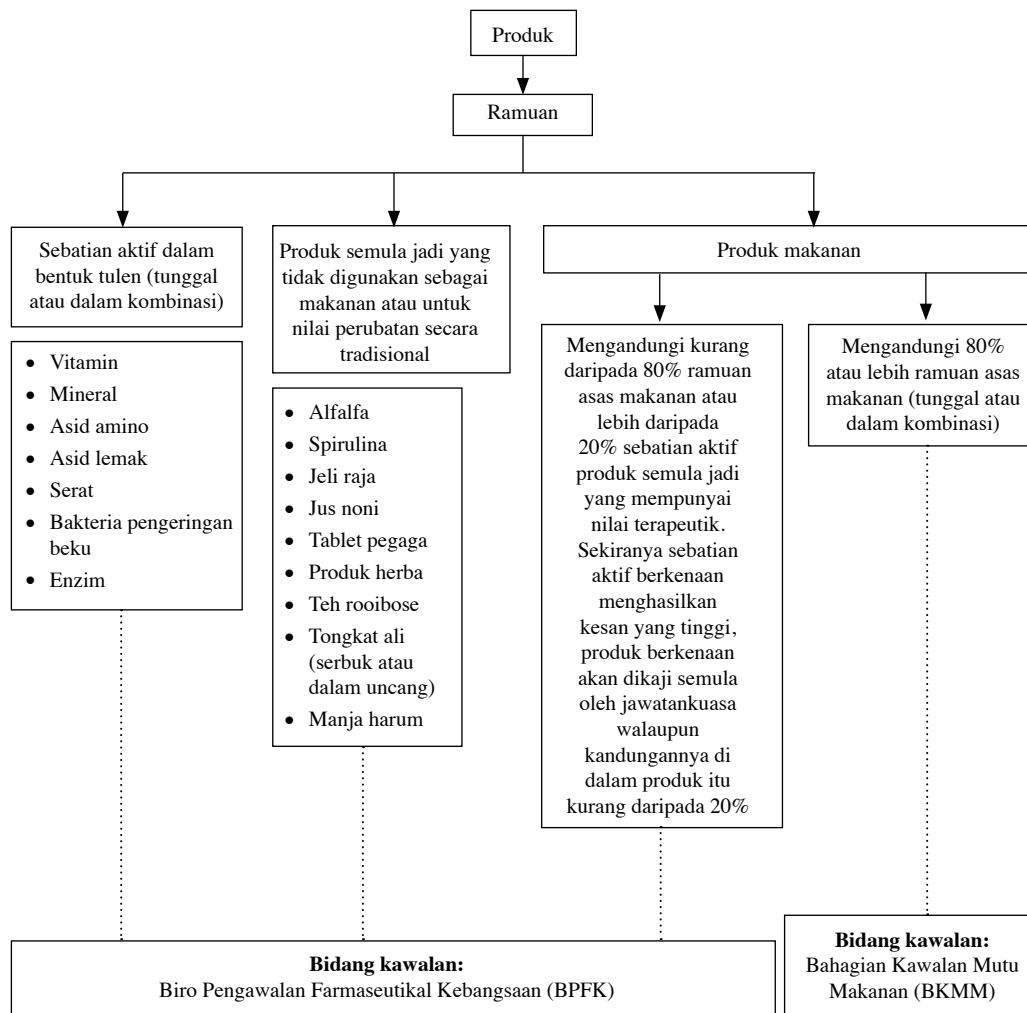 Produk
Ramuan
Sebatian aktif dalam
bentuk tulen (tunggal
atau dalam kombinasi)
• Vitamin
• Mineral
• Asid amino
• Asid lemak
• Serat
• Bakteria pengeringan
beku
• Enzim
Produk semula jadi yang
tidak digunakan sebagai
makanan atau untuk
nilai perubatan secara
tradisional
• Alfalfa
• Spirulina
• Jeli raja
• Jus noni
• Tablet pegaga
• Produk herba
• Teh rooibose
• Tongkat ali
(serbuk atau
dalam uncang)
• Manja harum
Produk makanan
Mengandungi kurang
daripada 80% ramuan
asas makanan atau
lebih daripada
20% sebatian aktif
produk semula jadi
yang mempunyai
nilai terapeutik.
Sekiranya sebatian
aktif berkenaan
menghasilkan
kesan yang tinggi,
produk berkenaan
akan dikaji semula
oleh jawatankuasa
walaupun
kandungannya di
dalam produk itu
kurang daripada 20%
Mengandungi 80%
atau lebih ramuan asas
makanan (tunggal atau
dalam kombinasi)
Bidang kawalan:
Biro Pengawalan Farmaseutikal Kebangsaan (BPFK)
Bidang kawalan:
Bahagian Kawalan Mutu
Makanan (BKMM)